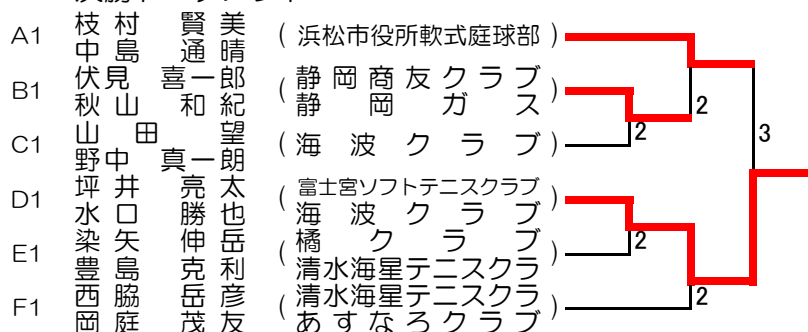 A1 枝村 賢美 (浜松市役所軟式庭球部)
中島 通晴
B1 伏見 喜一郎 (静岡商友クラブ
秋山 和紀 静岡ガス)
2
2
C1 山田 望 (海波クラブ)
野中 真一朗
2
3
D1 坪井 亮太 (富士宮ソフトテニスクラブ
水口 勝也 海波クラブ)
E1 染矢 伸岳 (橘クラブ
豊島 克利 清水海星テニスクラ)
2
F1 西脇 岳彦 (清水海星テニスクラ
岡庭 茂友 あすなろクラブ)
2